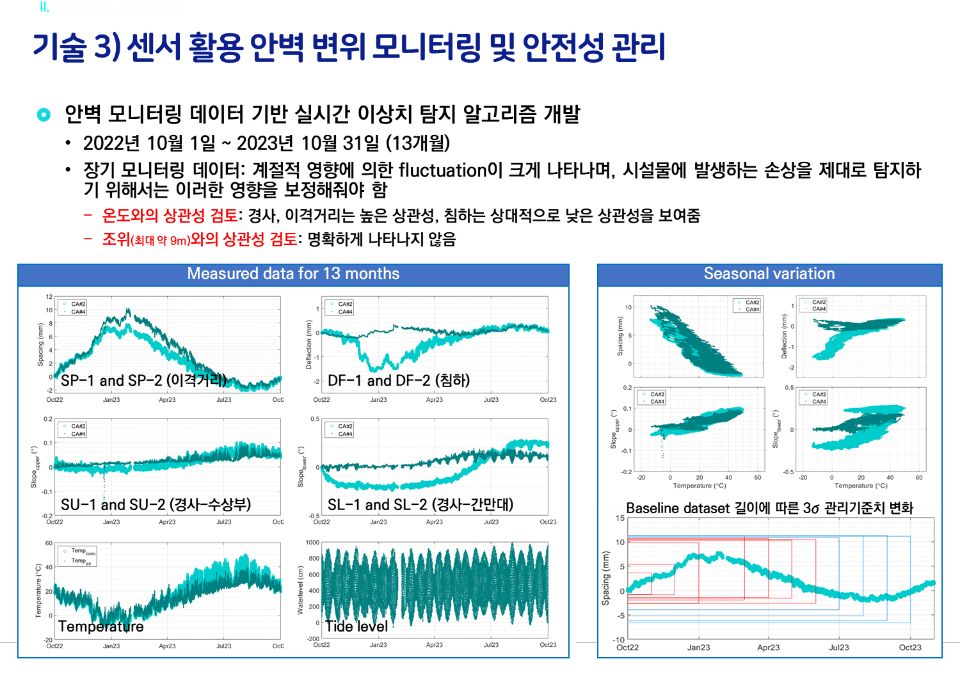 II.
기술 3) 센서 활용 안벽 변위 모니터링 및 안전성 관리
안벽 모니터링 데이터 기반 실시간 이상치 탐지 알고리즘 개발
• 2022년 10월 1일 ~ 2023년 10월 31일 (13개월)
• 장기 모니터링 데이터: 계절적 영향에 의한 fluctuation이 크게 나타나며, 시설물에 발생하는 손상을 제대로 탐지하
기 위해서는 이러한 영향을 보정해줘야 함
– 온도와의 상관성 검토: 경사, 이격거리는 높은 상관성, 침하는 상대적으로 낮은 상관성을 보여줌
– 조위(최대 약 9m)와의 상관성 검토: 명확하게 나타나지 않음
Measured data for 13 months
12
10
8
6
4
2
0
-2
Spacing (mm)
CA#2
CA#4
SP-1 and SP-2 (이격거리)
Oct22 Jan23 Apr23 Jul23 Oct23
1
0
-1
-2
Deflection (mm)
CA#2
CA#4
DF-1 and DF-2 (침하)
Oct22 Jan23 Apr23 Jul23 Oct23
0.2
0.1
0
-0.1
-0.2
Slope upper (°)
CA#2
CA#4
SU-1 and SU-2 (경사-수상부)
Oct22 Jan23 Apr23 Jul23 Oct23
0.5
0
-0.5
Slope lower (°)
CA#2
CA#4
SL-1 and SL-2 (경사-간만대)
Oct22 Jan23 Apr23 Jul23 Oct23
60
40
20
0
-20
Temperature (°C)
Temp conc
Temp air
Temperature
Oct22 Jan23 Apr23 Jul23 Oct23
1000
800
600
400
200
0
-200
Waterlevel (cm)
Tide level
Oct22 Jan23 Apr23 Jul23 Oct23
Seasonal variation
10
5
0
Spacing (mm)
CA#2
CA#4
1
0
-1
-2
Deflection (mm)
CA#2
CA#4
0.2
0.1
0
-0.1
-0.2
Slope upper (°)
CA#2
CA#4
-20 0 20 40 60
Temperature (°C)
0.5
0
-0.5
Slope lower (°)
CA#2
CA#4
-20 0 20 40 60
Temperature (°C)
Baseline dataset 길이에 따른 3σ 관리기준치 변화
15
10
5
0
-5
-10
Spacing (mm)
Oct22 Jan23 Apr23 Jul23 Oct23